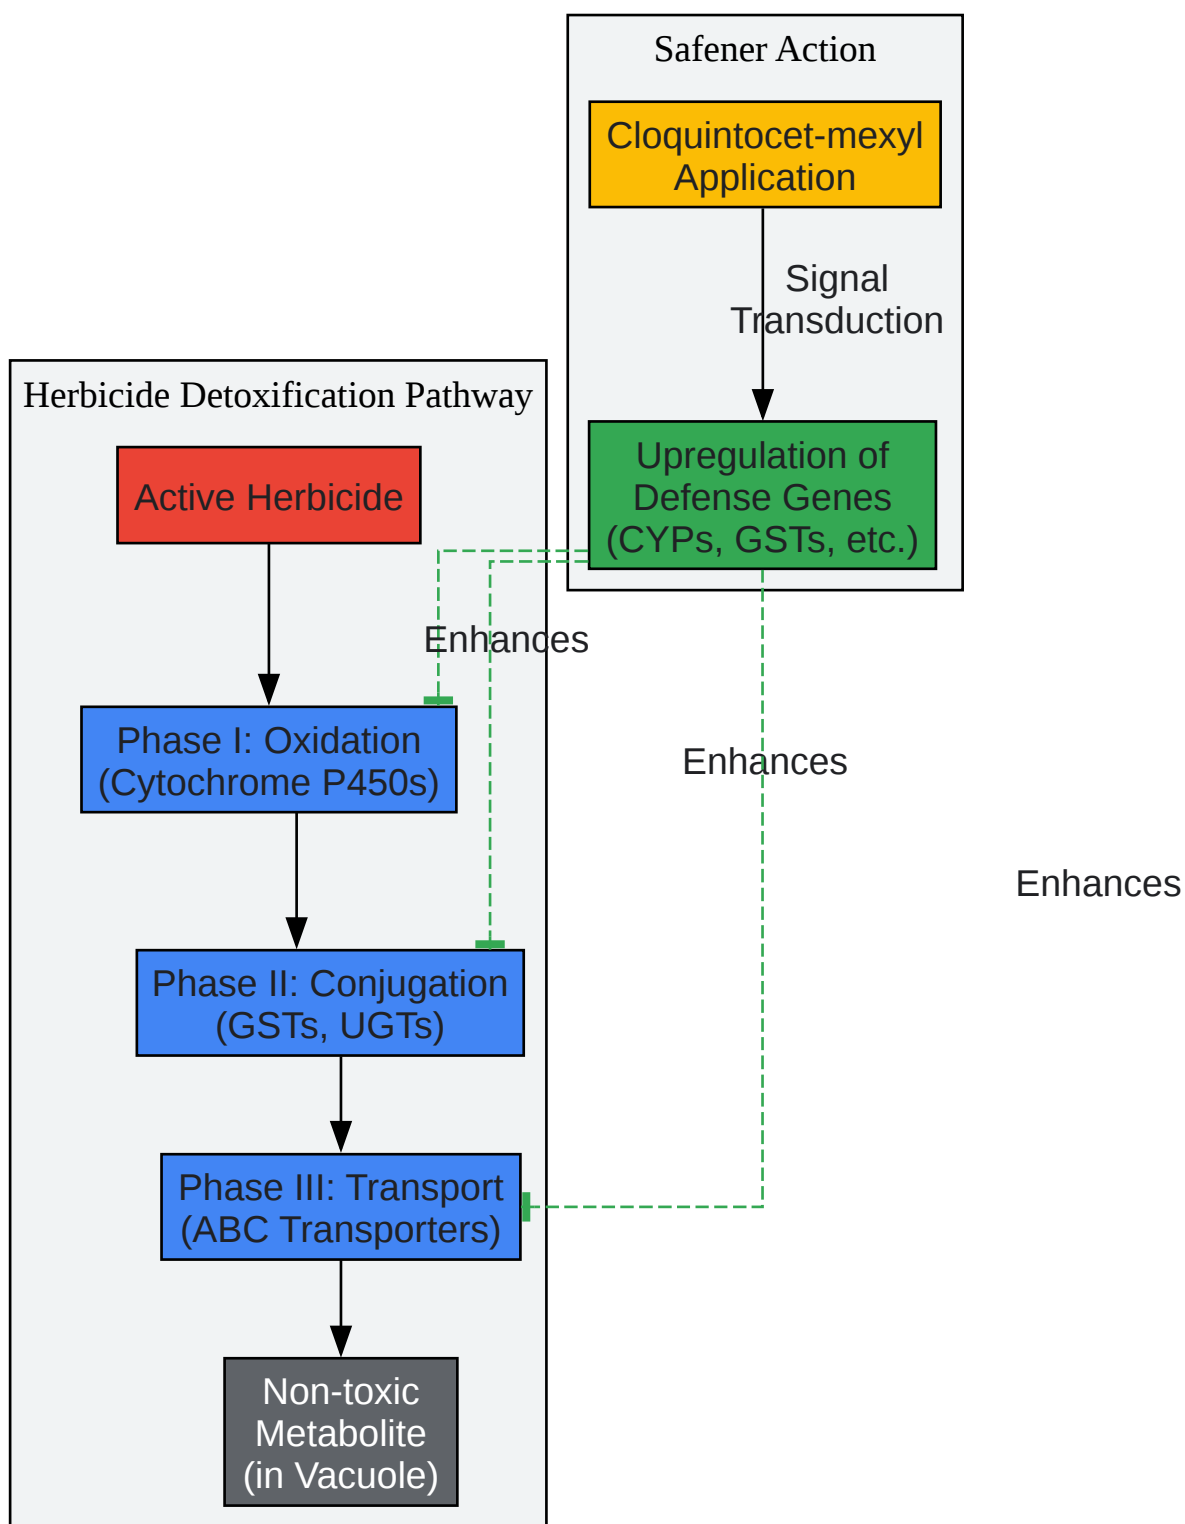 Safener Action
Cloquintocet-mexyl
Application
Signal
Transduction
Upregulation of
Defense Genes
(CYPs, GSTs, etc.)
Herbicide Detoxification Pathway
Active Herbicide
Enhances
Phase I: Oxidation
(Cytochrome P450s)
Enhances
Enhances
Phase II: Conjugation
(GSTs, UGTs)
Phase III: Transport
(ABC Transporters)
Non-toxic
Metabolite
(in Vacuole)